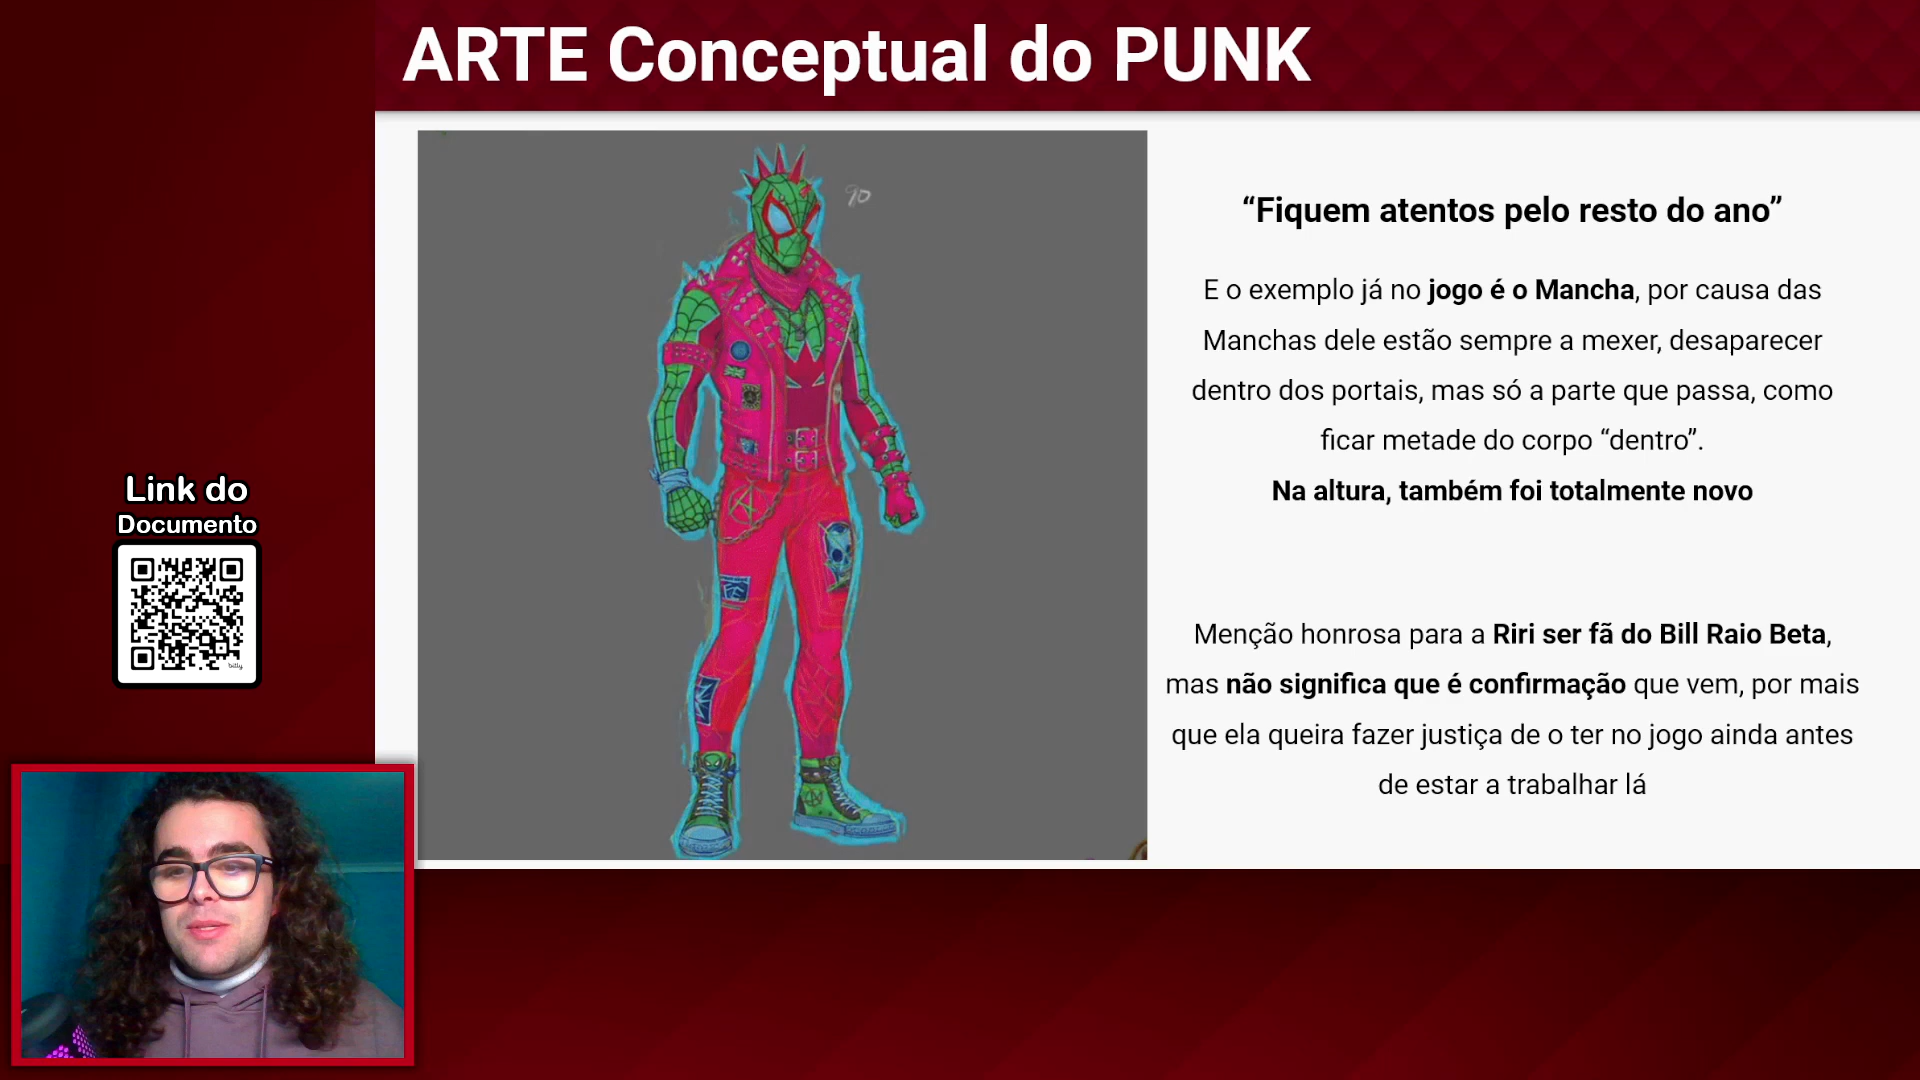 ARTE Conceptual do PUNK
90
“Fiquem atentos pelo resto do ano”
E o exemplo já no jogo é o Mancha, por causa das
Manchas dele estão sempre a mexer, desaparecer
dentro dos portais, mas só a parte que passa, como
ficar metade do corpo “dentro”.
Na altura, também foi totalmente novo
Menção honrosa para a Riri ser fã do Bill Raio Beta,
mas não significa que é confirmação que vem, por mais
que ela queira fazer justiça de o ter no jogo ainda antes
de estar a trabalhar lá
Link do
Documento
bitly